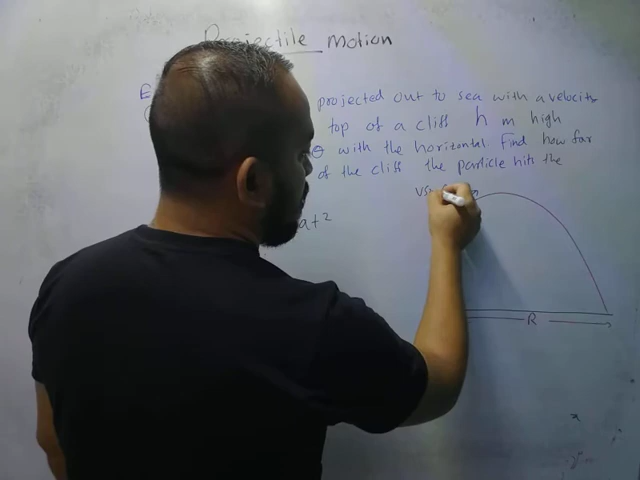 Projectile Motion
E
projected out to sea with a velocity
top of a cliff h m high
θ with the horizontal. Find how far
of the cliff the particle hits the
at²
R